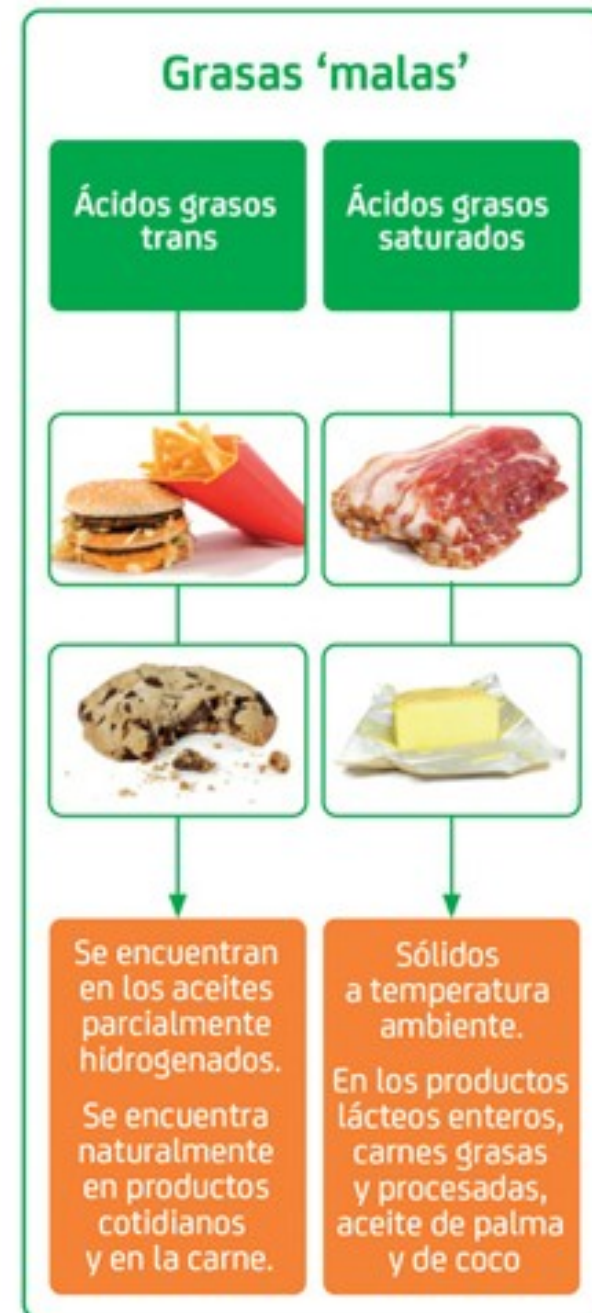 Grasas ‘malas’
Ácidos grasos
trans
Ácidos grasos
saturados
Se encuentran
en los aceites
parcialmente
hidrogenados.
Se encuentra
naturalmente
en productos
cotidianos
y en la carne.
Sólidos
a temperatura
ambiente.
En los productos
lácteos enteros,
carnes grasas
y procesadas,
aceite de palma
y de coco